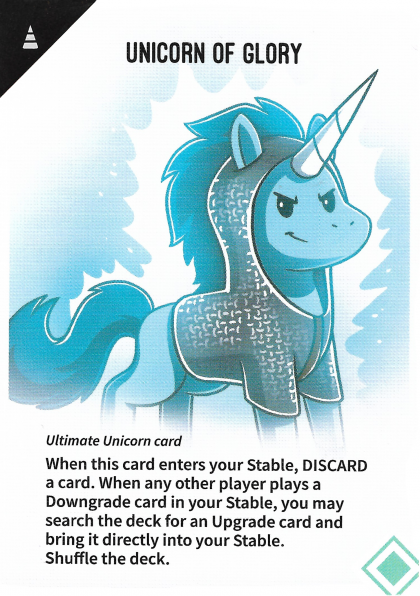 UNICORN OF GLORY
Ultimate Unicorn card
When this card enters your Stable, DISCARD
a card. When any other player plays a
Downgrade card in your Stable, you may
search the deck for an Upgrade card and
bring it directly into your Stable.
Shuffle the deck.